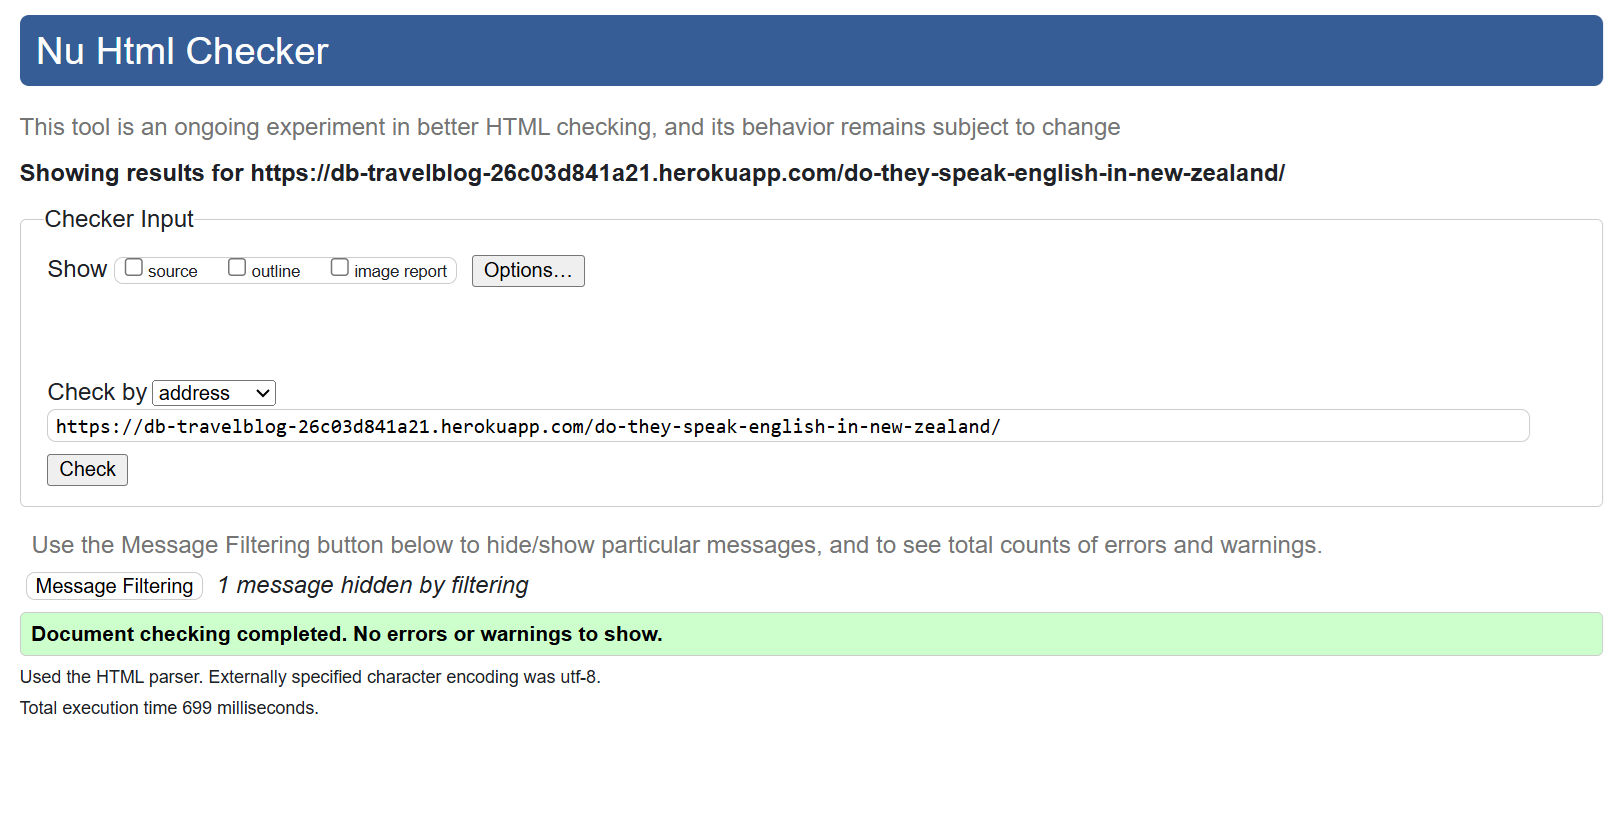 Nu Html Checker
This tool is an ongoing experiment in better HTML checking, and its behavior remains subject to change
Showing results for https://db-travelblog-26c03d841a21.herokuapp.com/do-they-speak-english-in-new-zealand/
Checker Input
Show source outline image report Options…
Check by address
https://db-travelblog-26c03d841a21.herokuapp.com/do-they-speak-english-in-new-zealand/
Check
Use the Message Filtering button below to hide/show particular messages, and to see total counts of errors and warnings.
Message Filtering 1 message hidden by filtering
Document checking completed. No errors or warnings to show.
Used the HTML parser. Externally specified character encoding was utf-8.
Total execution time 699 milliseconds.